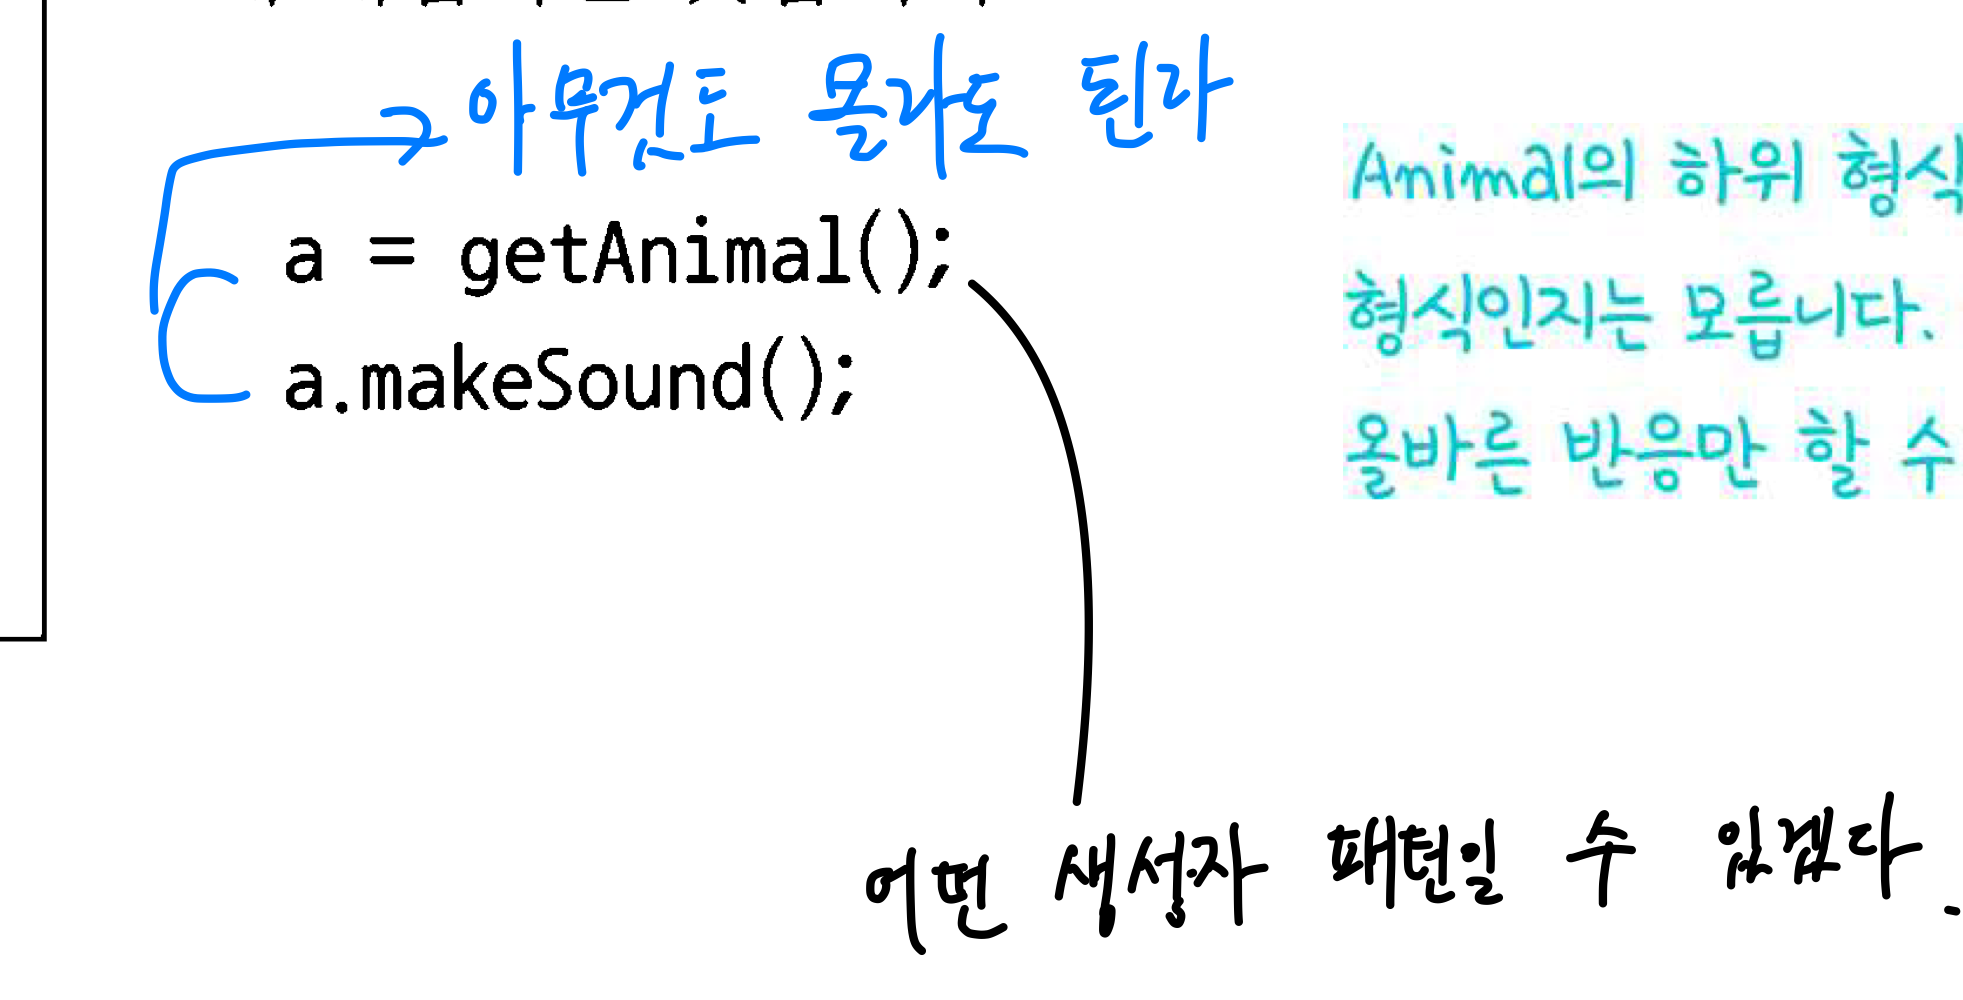 아무것도 몰라도 된라
a = getAnimal();
a.makeSound();
Animal의 하위 형식
형식인지는 모릅니다.
올바른 반응만 할 수
어떤 생성자 패턴일 수 있겠다.